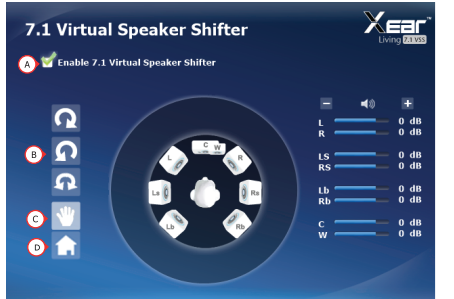 7.1 Virtual Speaker Shifter
Xear™
Living 7.1 VSS
A Enable 7.1 Virtual Speaker Shifter
B
C
D
C W
L R
Ls Rs
Lb Rb
L 0 dB
R 0 dB
LS 0 dB
RS 0 dB
Lb 0 dB
Rb 0 dB
C 0 dB
W 0 dB